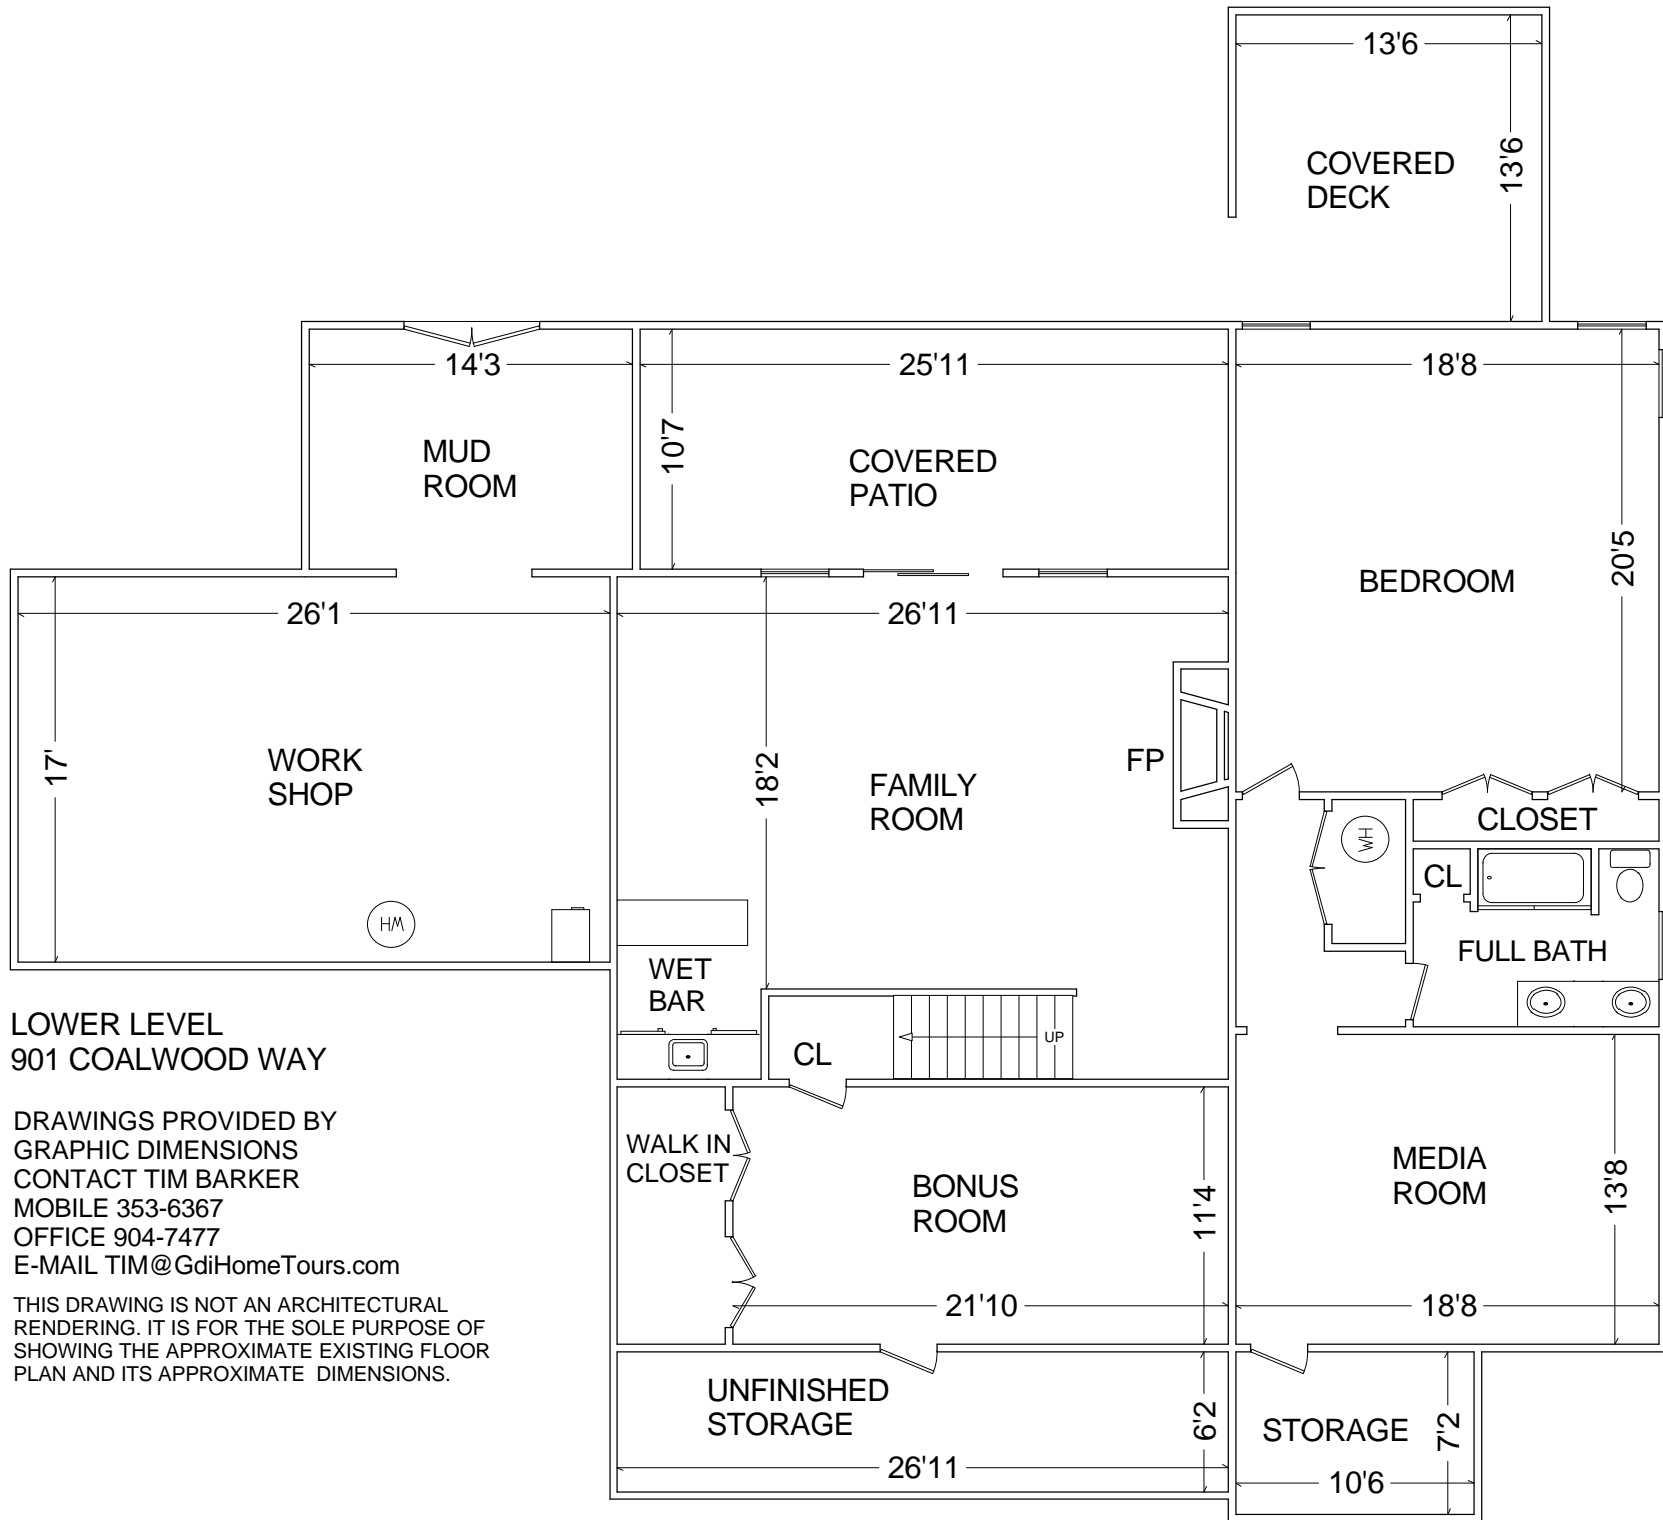 13'6
COVERED
DECK
13'6
14'3
25'11
18'8
MUD
ROOM
10'7
COVERED
PATIO
BEDROOM
20'5
26'1
26'11
17'
WORK
SHOP
18'2
FAMILY
ROOM
FP
CLOSET
WH
CL
WH
FULL BATH
WET
BAR
UP
CL
LOWER LEVEL
901 COALWOOD WAY
DRAWINGS PROVIDED BY
GRAPHIC DIMENSIONS
CONTACT TIM BARKER
MOBILE 353-6367
OFFICE 904-7477
E-MAIL TIM@GdiHomeTours.com
THIS DRAWING IS NOT AN ARCHITECTURAL
RENDERING. IT IS FOR THE SOLE PURPOSE OF
SHOWING THE APPROXIMATE EXISTING FLOOR
PLAN AND ITS APPROXIMATE DIMENSIONS.
WALK IN
CLOSET
BONUS
ROOM
11'4
MEDIA
ROOM
13'8
21'10
18'8
UNFINISHED
STORAGE
6'2
26'11
STORAGE
7'2
10'6